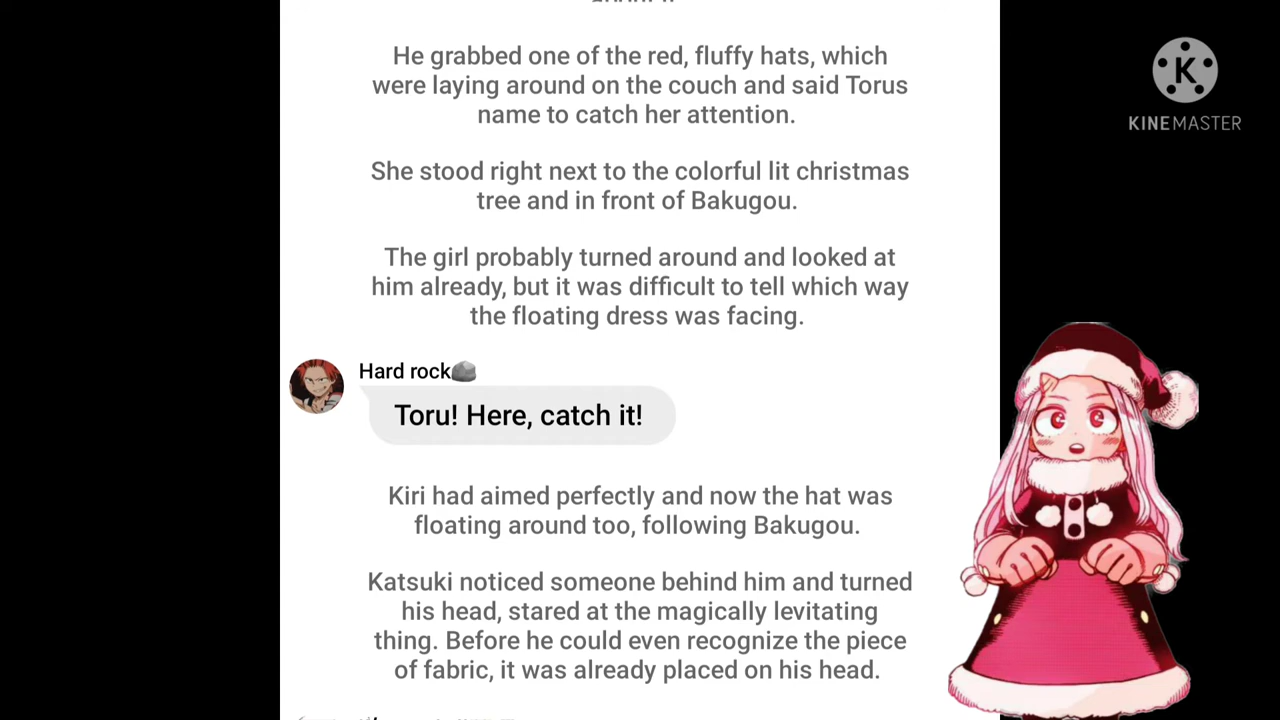 He grabbed one of the red, fluffy hats, which
were laying around on the couch and said Torus
name to catch her attention.
She stood right next to the colorful lit christmas
tree and in front of Bakugou.
The girl probably turned around and looked at
him already, but it was difficult to tell which way
the floating dress was facing.
Hard rock🪨
Toru! Here, catch it!
Kiri had aimed perfectly and now the hat was
floating around too, following Bakugou.
Katsuki noticed someone behind him and turned
his head, stared at the magically levitating
thing. Before he could even recognize the piece
of fabric, it was already placed on his head.
K
KINEMASTER